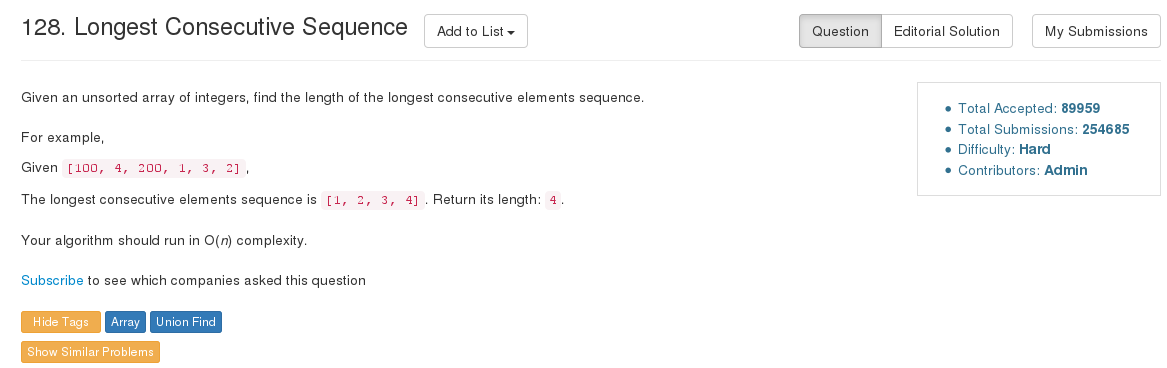 128. Longest Consecutive Sequence
Add to List
Question
Editorial Solution
My Submissions
Given an unsorted array of integers, find the length of the longest consecutive elements sequence.
For example,
Given [100, 4, 200, 1, 3, 2],
The longest consecutive elements sequence is [1, 2, 3, 4]. Return its length: 4.
Your algorithm should run in O(n) complexity.
Subscribe to see which companies asked this question
Hide Tags Array Union Find
Show Similar Problems
Total Accepted: 89959
Total Submissions: 254685
Difficulty: Hard
Contributors: Admin